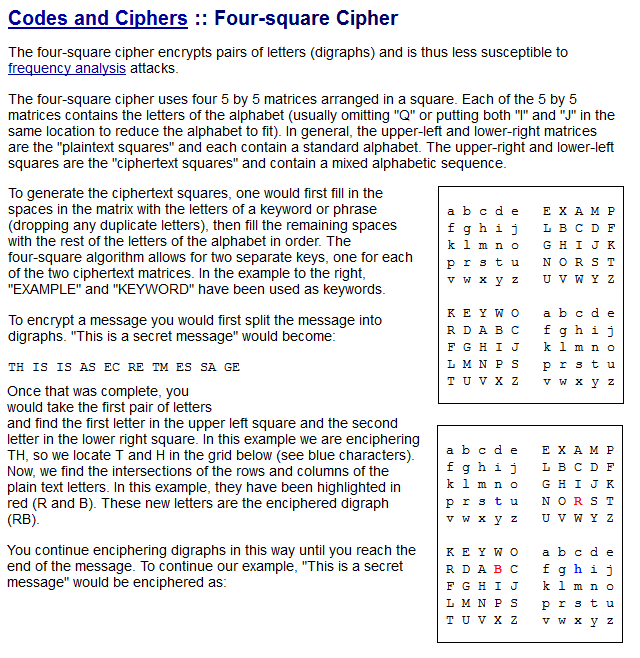 Codes and Ciphers :: Four-square Cipher
The four-square cipher encrypts pairs of letters (digraphs) and is thus less susceptible to
frequency analysis attacks.
The four-square cipher uses four 5 by 5 matrices arranged in a square. Each of the 5 by 5
matrices contains the letters of the alphabet (usually omitting "Q" or putting both "I" and "J" in the
same location to reduce the alphabet to fit). In general, the upper-left and lower-right matrices
are the "plaintext squares" and each contain a standard alphabet. The upper-right and lower-left
squares are the "ciphertext squares" and contain a mixed alphabetic sequence.
To generate the ciphertext squares, one would first fill in the
spaces in the matrix with the letters of a keyword or phrase
(dropping any duplicate letters), then fill the remaining spaces
with the rest of the letters of the alphabet in order. The
four-square algorithm allows for two separate keys, one for each
of the two ciphertext matrices. In the example to the right,
"EXAMPLE" and "KEYWORD" have been used as keywords.
a b c d e E X A M P
f g h i j L B C D F
k l m n o G H I J K
p r s t u N O R S T
v w x y z U V W Y Z
K E Y W O a b c d e
R D A B C f g h i j
F G H I J k l m n o
L M N P S p r s t u
T U V X Z v w x y z
To encrypt a message you would first split the message into
digraphs. "This is a secret message" would become:
TH IS IS AS EC RE TM ES SA GE
Once that was complete, you
would take the first pair of letters
and find the first letter in the upper left square and the second
letter in the lower right square. In this example we are enciphering
TH, so we locate T and H in the grid below (see blue characters).
Now, we find the intersections of the rows and columns of the
plain text letters. In this example, they have been highlighted in
red (R and B). These new letters are the enciphered digraph
(RB).
You continue enciphering digraphs in this way until you reach the
end of the message. To continue our example, "This is a secret
message" would be enciphered as:
a b c d e E X A M P
f g h i j L B C D F
k l m n o G H I J K
p r s t u N O R S T
v w x y z U V W Y Z
K E Y W O a b c d e
R D A B C f g h i j
F G H I J k l m n o
L M N P S p r s t u
T U V X Z v w x y z